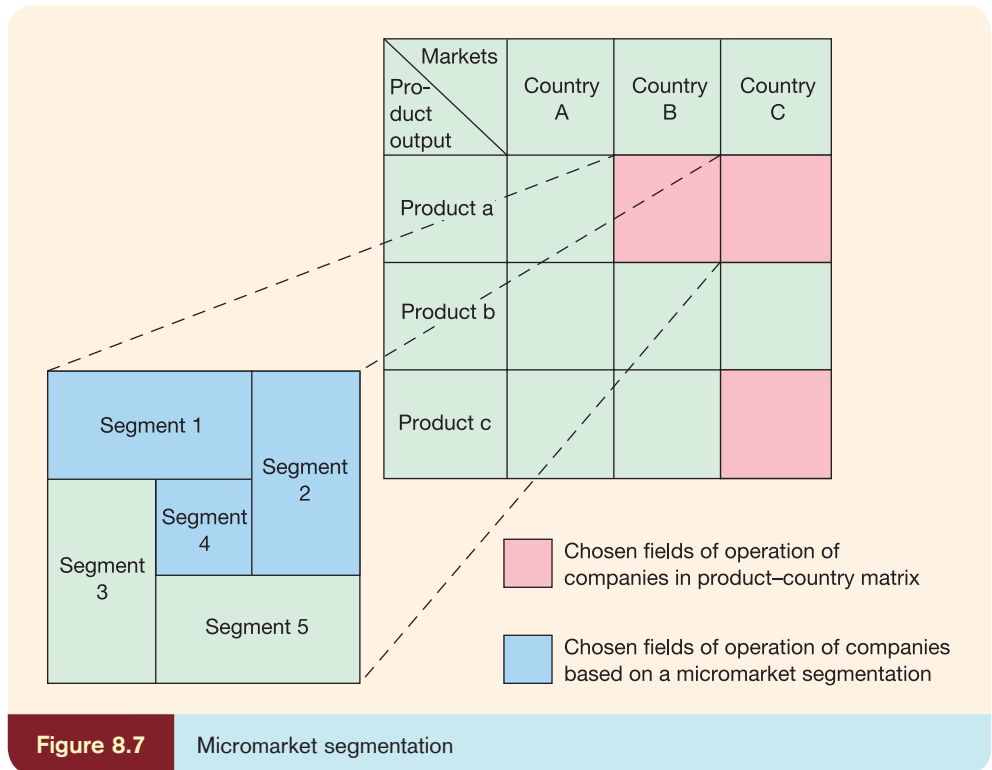 Markets
Pro-
duct
output
Country
A
Country
B
Country
C
Product a
Product b
Product c
Segment 1
Segment
2
Segment
3
Segment
4
Segment 5
Chosen fields of operation of
companies in product–country matrix
Chosen fields of operation of companies
based on a micromarket segmentation
Figure 8.7
Micromarket segmentation